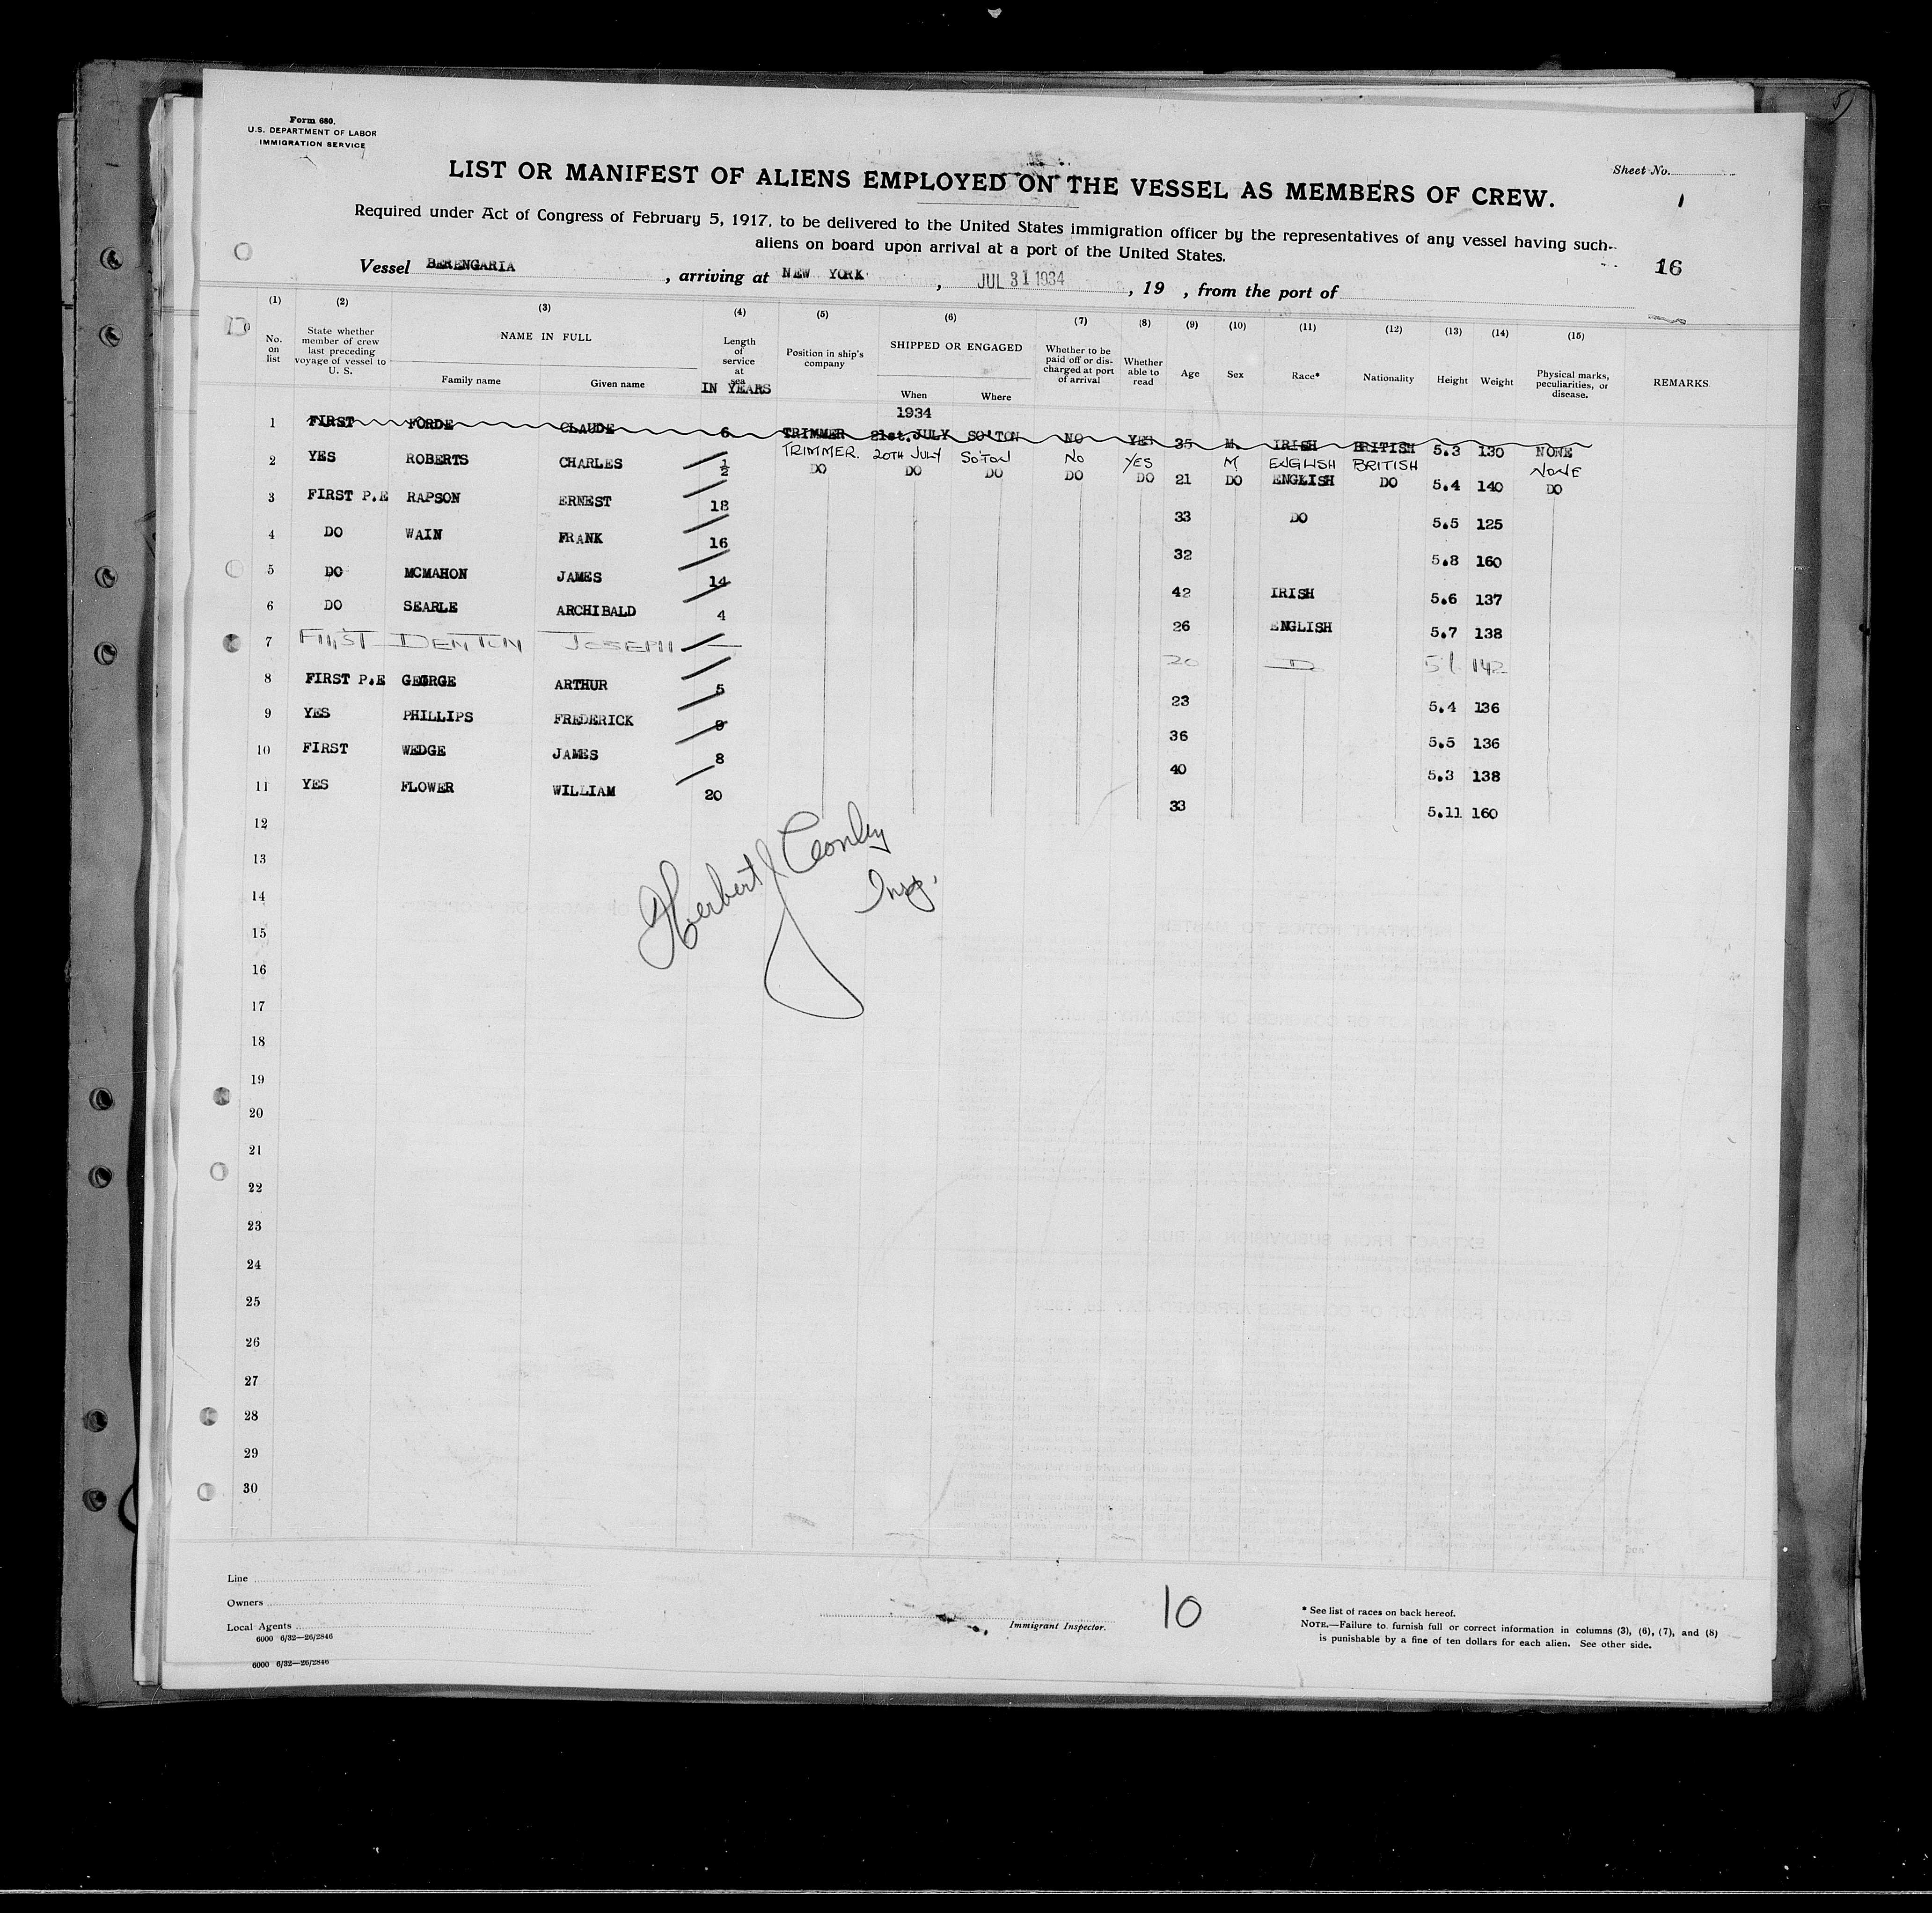 5)
Form 680.
U.S. DEPARTMENT OF LABOR
IMMIGRATION SERVICE
Sheet No.
1
LIST OR MANIFEST OF ALIENS EMPLOYED ON THE VESSEL AS MEMBERS OF CREW.
Required under Act of Congress of February 5, 1917, to be delivered to the United States immigration officer by the representatives of any vessel having such
aliens on board upon arrival at a port of the United States.
16
Vessel BERENGARIA, arriving at NEW YORK, JUL 31 1934, 19 , from the port of
(1) (2) (3) (4) (5) (6) (7) (8) (9) (10) (11) (12) (13) (14) (15)
No. on list
State whether member of crew last preceding voyage of vessel to U. S.
NAME IN FULL
Family name Given name
Length of service at sea
IN YEARS
Position in ship's company
SHIPPED OR ENGAGED
When Where
Whether to be paid off or discharged at port of arrival
Whether able to read
Age
Sex
Race*
Nationality
Height
Weight
Physical marks, peculiarities, or disease.
REMARKS
1934
1 FIRST FORDE CLAUDE 6 TRIMMER 21st.JULY SO'TON NO YES 35 M. IRISH BRITISH 5.3 130 NONE
TRIMMER. 20TH JULY SO'TON No YES M ENGLISH BRITISH NONE
2 YES ROBERTS CHARLES 1/2 DO DO DO DO DO 21 DO ENGLISH DO 5.4 140 DO
3 FIRST P.E RAPSON ERNEST 18 33 DO 5.5 125
4 DO WAIN FRANK 16 32 5.8 160
5 DO MCMAHON JAMES 14 42 IRISH 5.6 137
6 DO SEARLE ARCHIBALD 4 26 ENGLISH 5.7 138
7 FIRST DENTON JOSEPH — 20 D 142
8 FIRST P.E GEORGE ARTHUR 5 23 5.4 136
9 YES PHILLIPS FREDERICK 9 36 5.5 136
10 FIRST WEDGE JAMES 8 40 5.3 138
11 YES FLOWER WILLIAM 20 33 5.11 160
12
Herbert J Conley
Insp.
13
14
15
16
17
18
19
20
21
22
23
24
25
26
27
28
29
30
Line
Owners
Local Agents
6000 6/32—26/2846
6000 6/32—26/2846
Immigrant Inspector.
10
* See list of races on back hereof.
NOTE.—Failure to furnish full or correct information in columns (3), (6), (7), and (8)
is punishable by a fine of ten dollars for each alien. See other side.